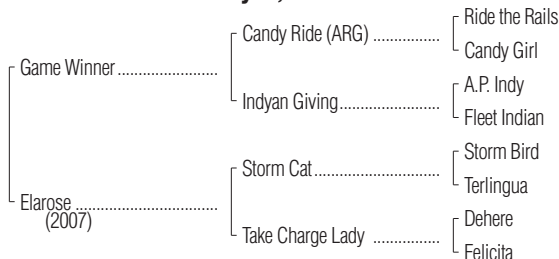 Ride the Rails
Candy Ride (ARG) ................
Candy Girl
Game Winner ........................
A.P. Indy
Indyan Giving........................
Fleet Indian
Storm Bird
Storm Cat..............................
Terlingua
Elarose ..................................
(2007)
Dehere
Take Charge Lady ................
Felicita